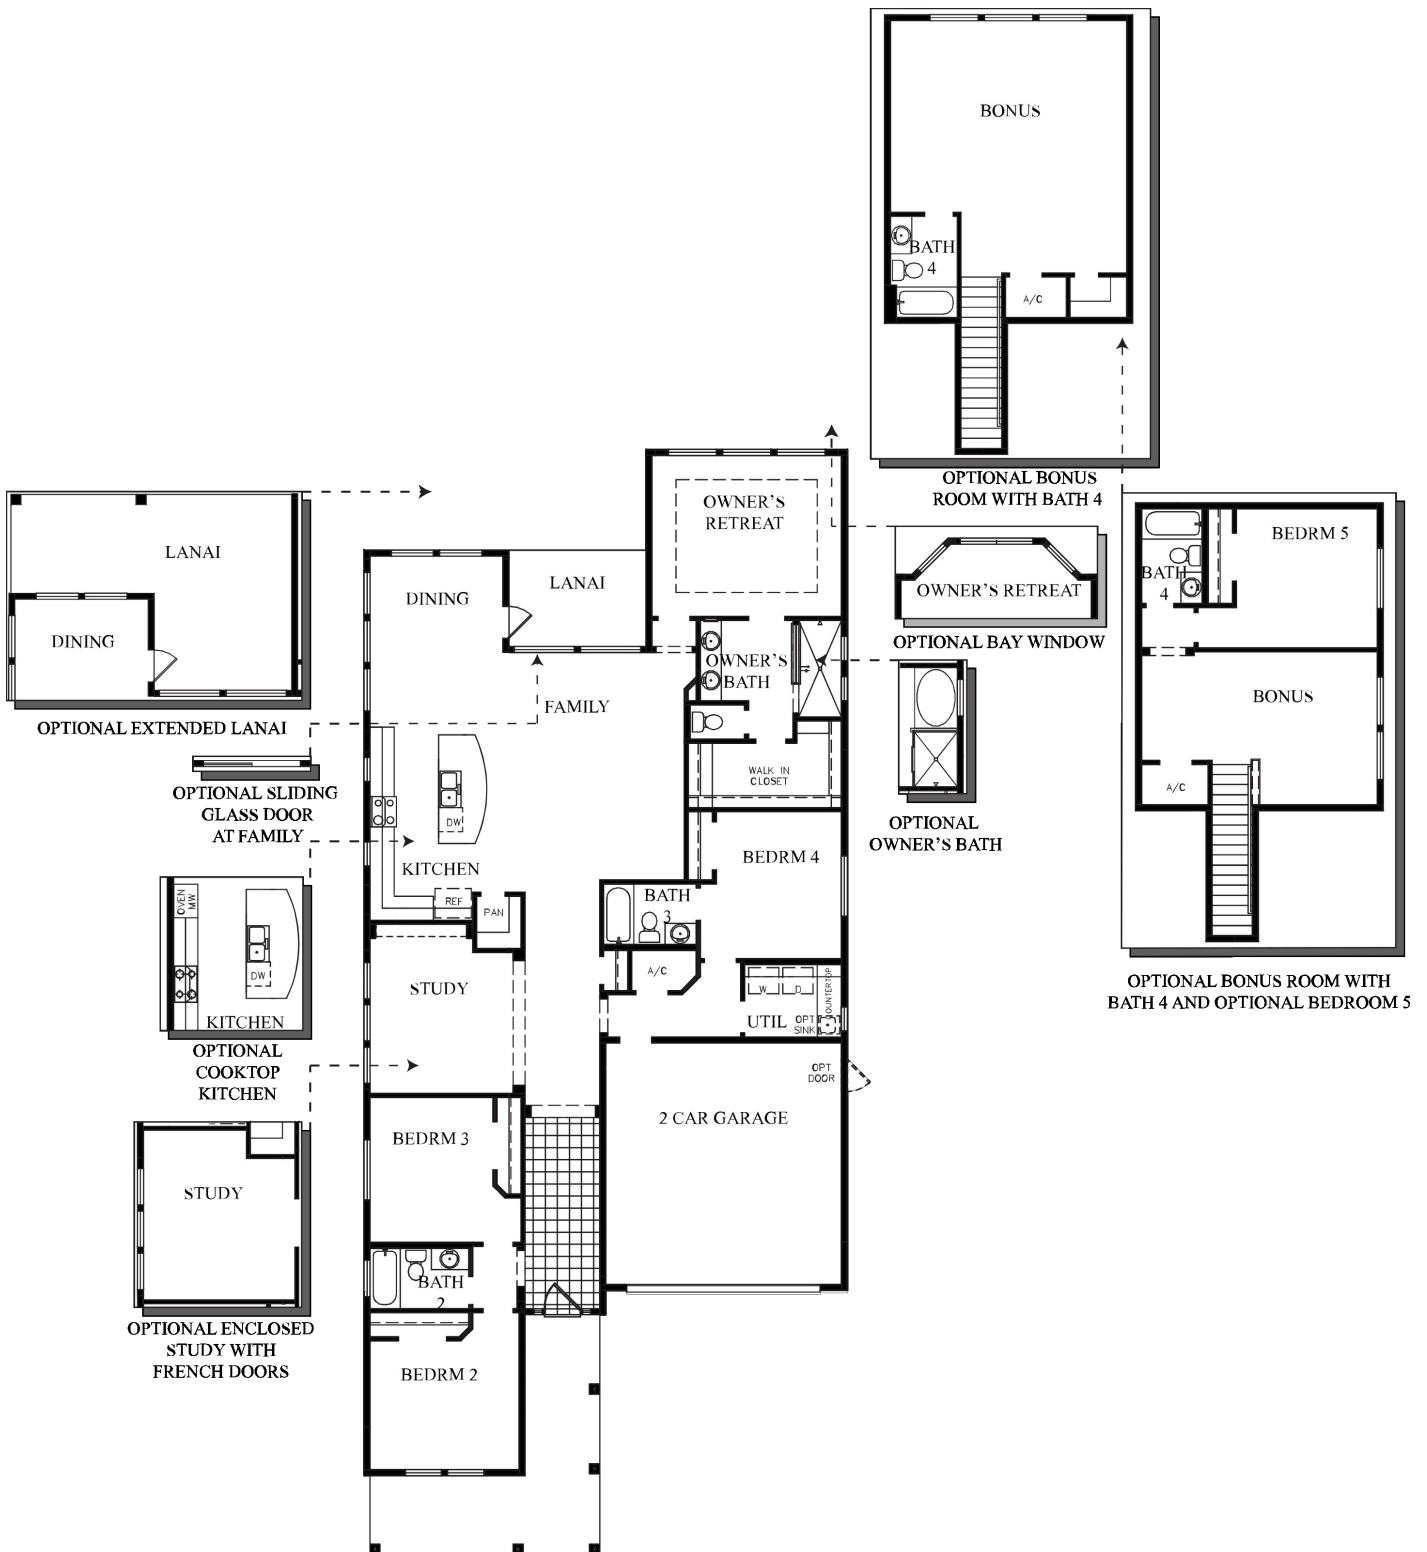 BONUS
BATH
4
A/C
OPTIONAL BONUS
ROOM WITH BATH 4
OWNER'S
RETREAT
LANAI
DINING
OPTIONAL EXTENDED LANAI
LANAI
DINING
OWNER'S RETREAT
OPTIONAL BAY WINDOW
BEDRM 5
BATH
4
BONUS
A/C
OPTIONAL BONUS ROOM WITH
BATH 4 AND OPTIONAL BEDROOM 5
OWNER'S
BATH
FAMILY
WALK IN
CLOSET
OPTIONAL
OWNER'S BATH
OPTIONAL SLIDING
GLASS DOOR
AT FAMILY
DW
KITCHEN
REF
PAN
BEDRM 4
BATH
3
A/C
OVEN
MW
DW
KITCHEN
OPTIONAL
COOKTOP
KITCHEN
STUDY
W
D
COUNTERTOP
UTIL
OPT
SINK
OPT
DOOR
2 CAR GARAGE
BEDRM 3
STUDY
OPTIONAL ENCLOSED
STUDY WITH
FRENCH DOORS
BATH
2
BEDRM 2